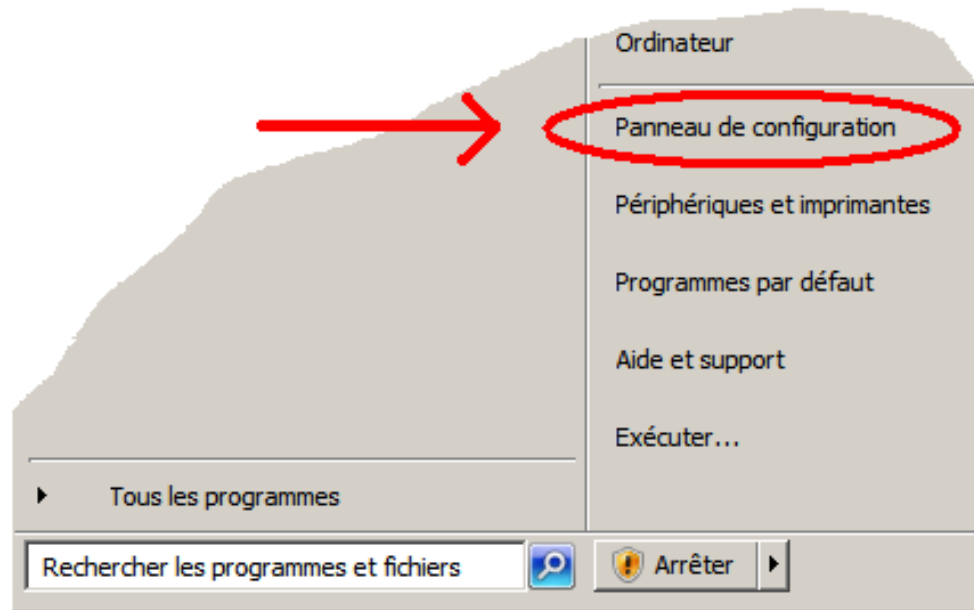 Ordinateur
Panneau de configuration
Périphériques et imprimantes
Programmes par défaut
Aide et support
Exécuter...
Tous les programmes
Rechercher les programmes et fichiers
Arrêter